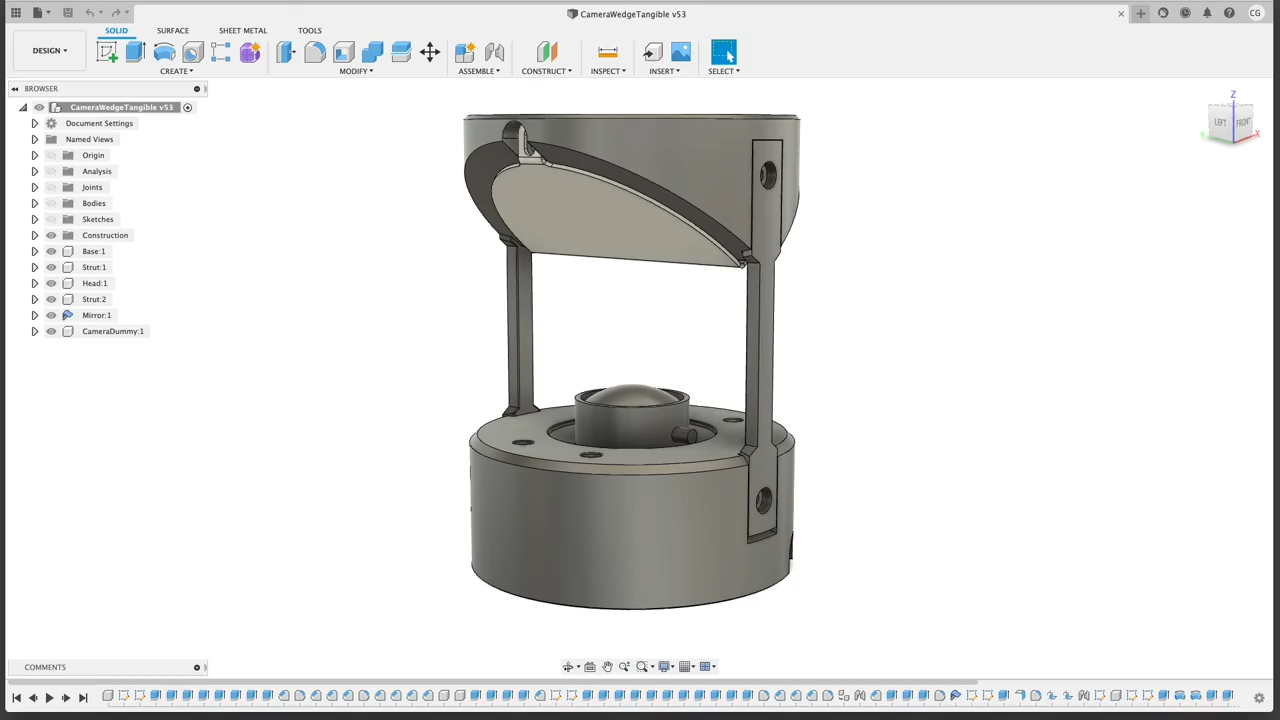 CameraWedgeTangible v53
CG
DESIGN
SOLID
SURFACE
SHEET METAL
TOOLS
CREATE
MODIFY
ASSEMBLE
CONSTRUCT
INSPECT
INSERT
SELECT
BROWSER
CameraWedgeTangible v53
Document Settings
Named Views
Origin
Analysis
Joints
Bodies
Sketches
Construction
Base:1
Strut:1
Head:1
Strut:2
Mirror:1
CameraDummy:1
Z
LEFT
FRONT
Y
X
COMMENTS